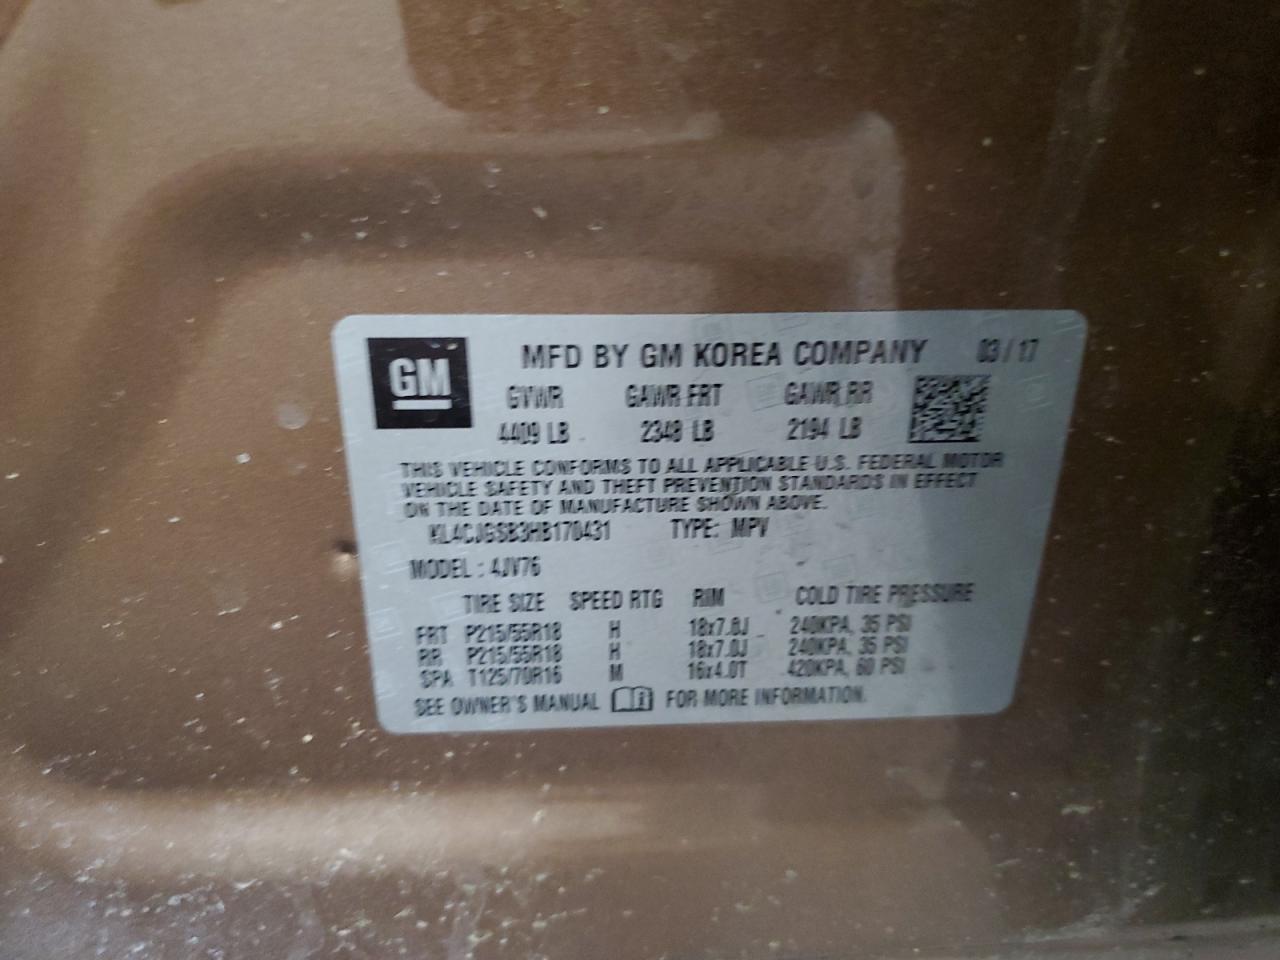 GM
MFD BY GM KOREA COMPANY 03/17
GVWR GAWR FRT GAWR RR
4409 LB 2348 LB 2194 LB
THIS VEHICLE CONFORMS TO ALL APPLICABLE U.S. FEDERAL MOTOR
VEHICLE SAFETY AND THEFT PREVENTION STANDARDS IN EFFECT
ON THE DATE OF MANUFACTURE SHOWN ABOVE.
KL4CJGSB3HB170431 TYPE: MPV
MODEL: 4JV76
TIRE SIZE SPEED RTG RIM COLD TIRE PRESSURE
FRT P215/55R18 H 18x7.0J 240KPA, 35 PSI
RR P215/55R18 H 18x7.0J 240KPA, 35 PSI
SPA T125/70R16 M 16x4.0T 420KPA, 60 PSI
SEE OWNER'S MANUAL FOR MORE INFORMATION.